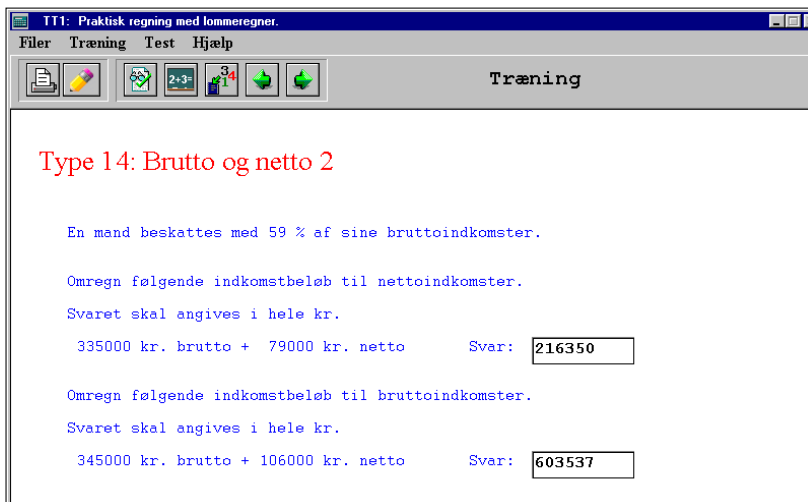 TT1: Praktisk regning med lommeregner.
Filer Træning Test Hjælp
2+3= 3 1 4 Træning
Type 14: Brutto og netto 2
En mand beskattes med 59 % af sine bruttoindkomster.
Omregn følgende indkomstbeløb til nettoindkomster.
Svaret skal angives i hele kr.
335000 kr. brutto + 79000 kr. netto Svar: 216350
Omregn følgende indkomstbeløb til bruttoindkomster.
Svaret skal angives i hele kr.
345000 kr. brutto + 106000 kr. netto Svar: 603537